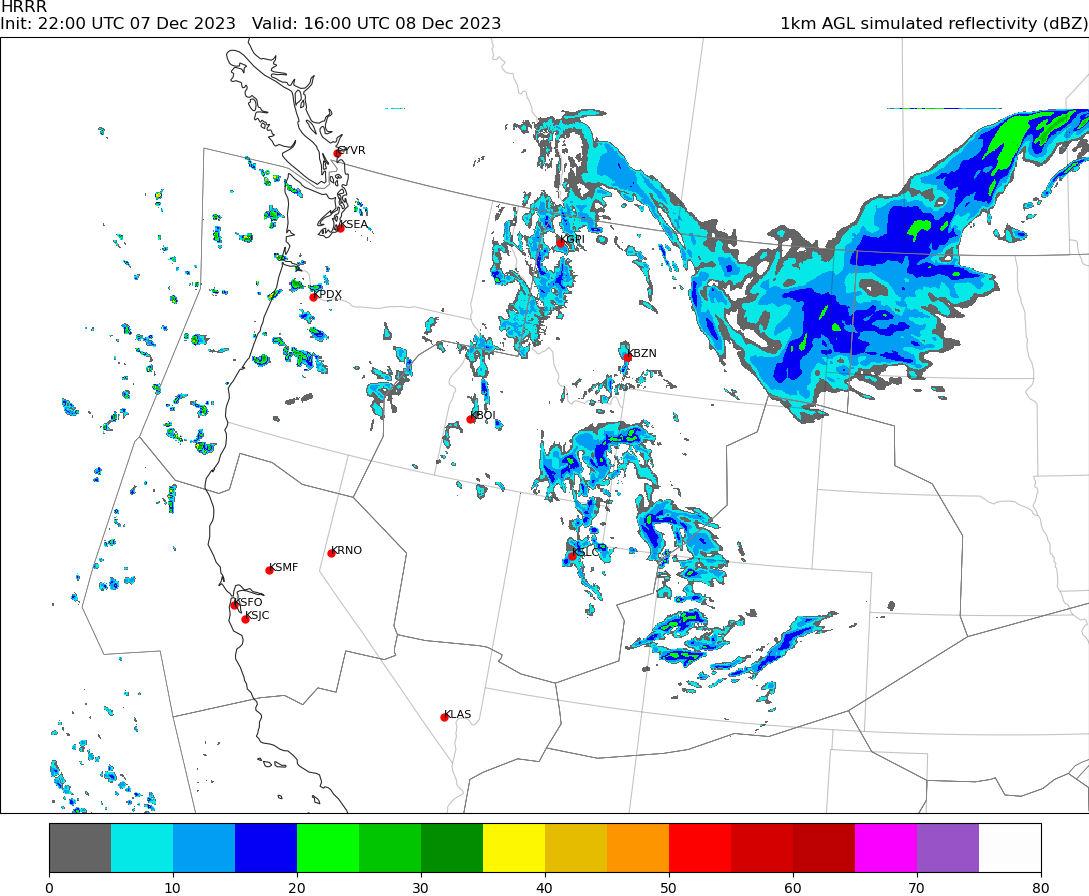 HRRR
Init: 22:00 UTC 07 Dec 2023   Valid: 16:00 UTC 08 Dec 2023
1km AGL simulated reflectivity (dBZ)
CYVR
KSEA
KGPI
KPDX
KBZN
KBOI
KRNO
KSLC
KSMF
KSFO
KSJC
KLAS
0 10 20 30 40 50 60 70 80